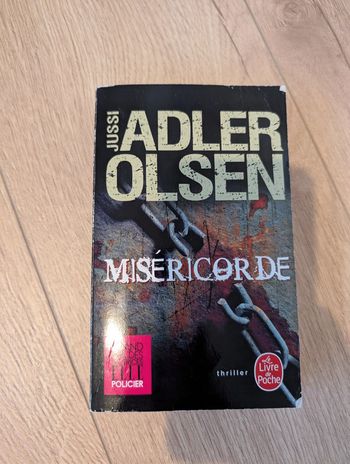 JUSSI
ADLER
OLSEN
MISÉRICORDE
POLICIER
thriller
Le
Livre
de
Poche